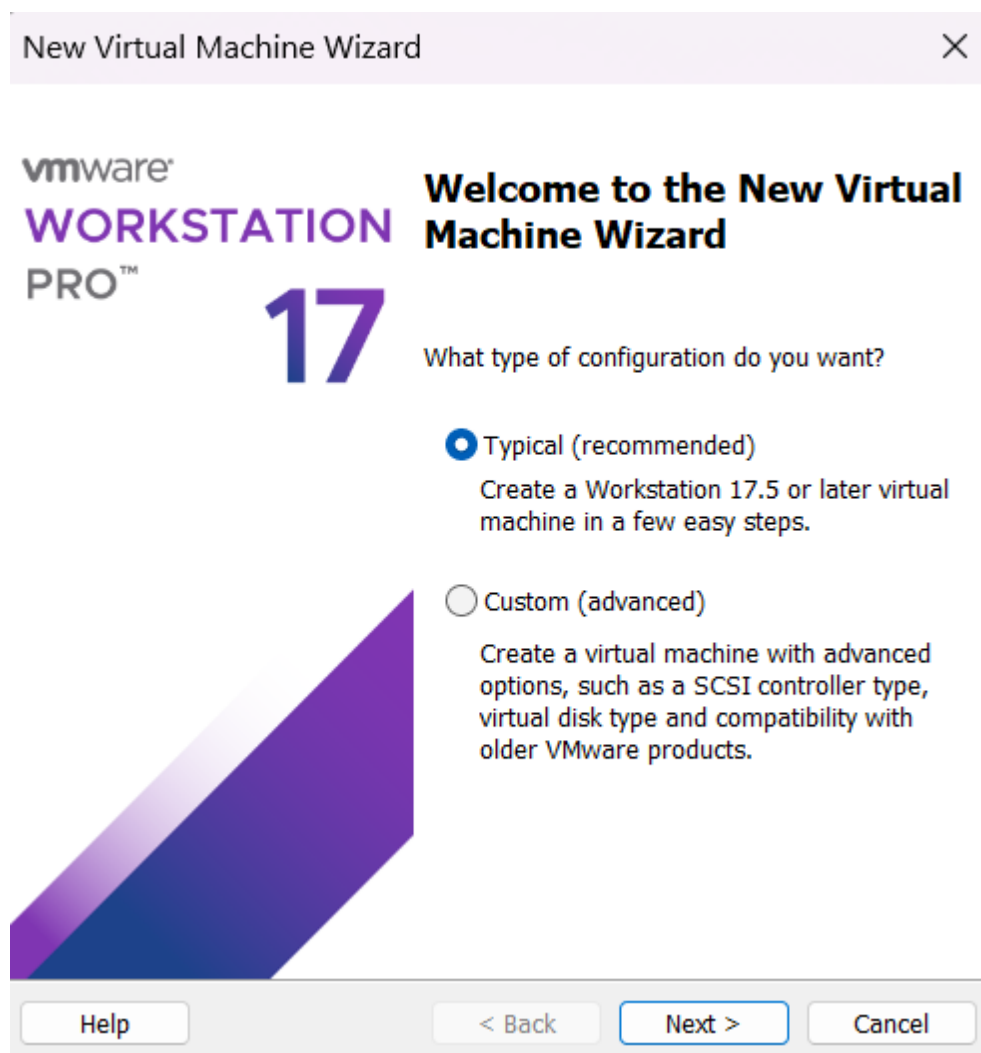 New Virtual Machine Wizard
vmware®
WORKSTATION
PRO™
17
Welcome to the New Virtual
Machine Wizard
What type of configuration do you want?
Typical (recommended)
Create a Workstation 17.5 or later virtual
machine in a few easy steps.
Custom (advanced)
Create a virtual machine with advanced
options, such as a SCSI controller type,
virtual disk type and compatibility with
older VMware products.
Help
< Back
Next >
Cancel